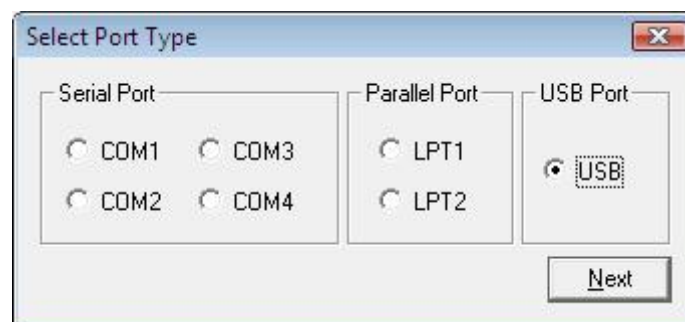 Select Port Type
Serial Port
Parallel Port
USB Port
COM1
COM3
LPT1
USB
COM2
COM4
LPT2
Next